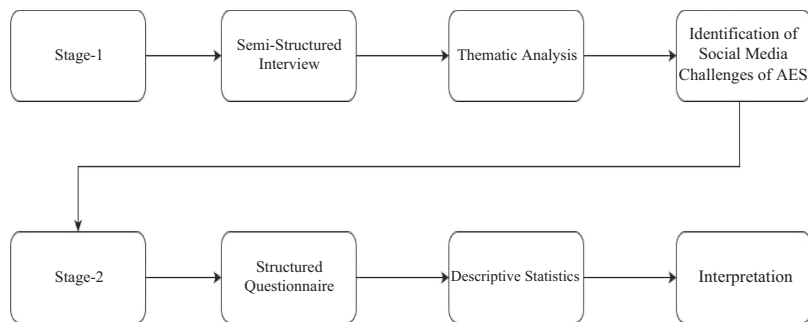 Stage-1
Semi-Structured
Interview
Thematic Analysis
Identification of
Social Media
Challenges of AES
Stage-2
Structured
Questionnaire
Descriptive Statistics
Interpretation